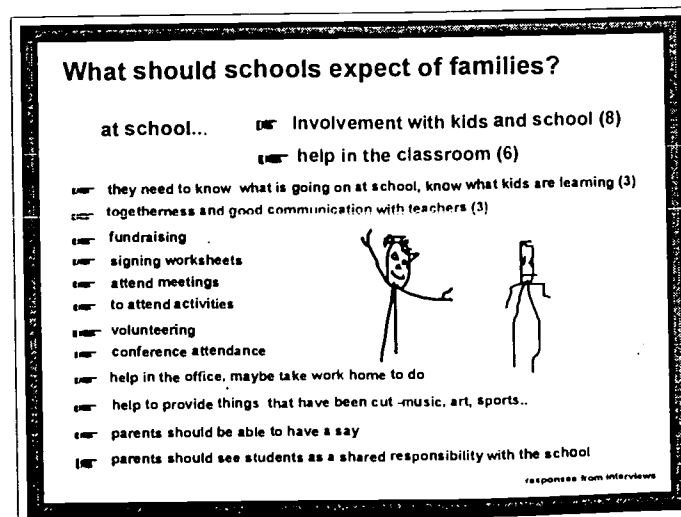 What should schools expect of families?
at school...
Involvement with kids and school (8)
help in the classroom (6)
they need to know what is going on at school, know what kids are learning (3)
togetherness and good communication with teachers (3)
fundraising
signing worksheets
attend meetings
to attend activities
volunteering
conference attendance
help in the office, maybe take work home to do
help to provide things that have been cut -music, art, sports..
parents should be able to have a say
parents should see students as a shared responsibility with the school
responses from interviews